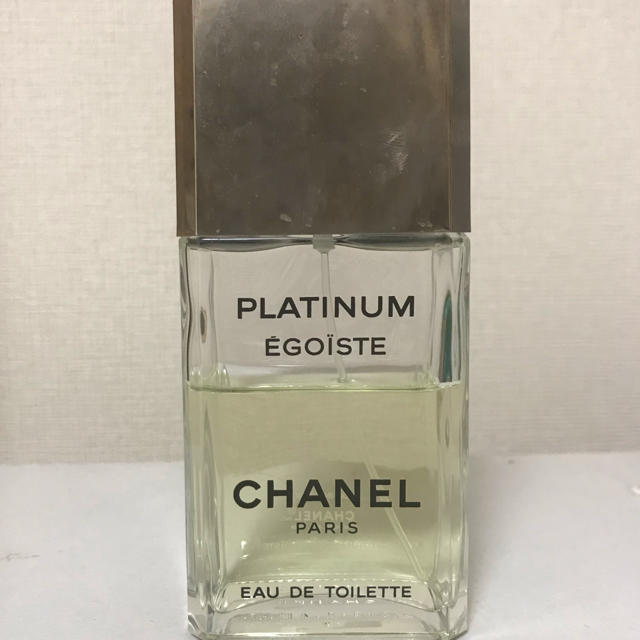 PLATINUM
ÉGOÏSTE
CHANEL
PARIS
EAU DE TOILETTE